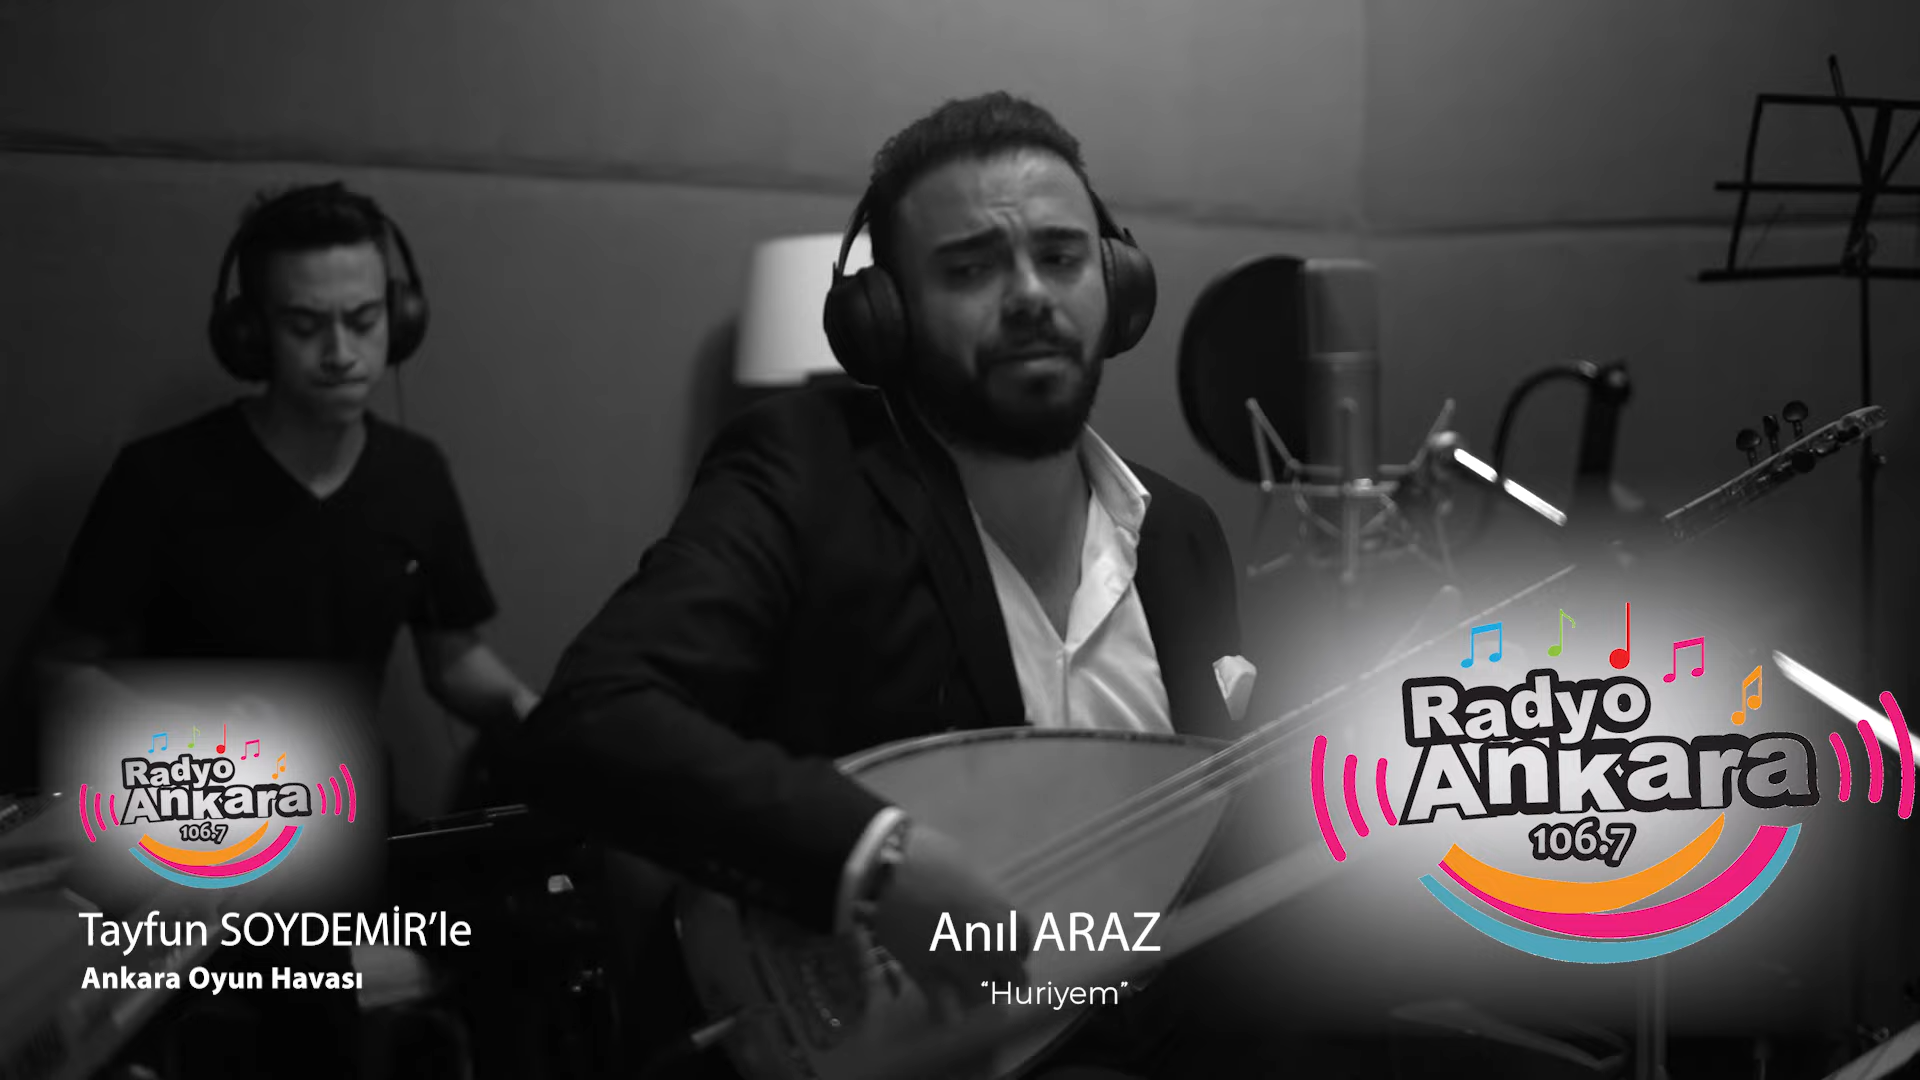 Radyo
Ankara
106.7
Tayfun SOYDEMİR'le
Ankara Oyun Havası
Anıl ARAZ
“Huriyem”
Radyo
Ankara
106.7